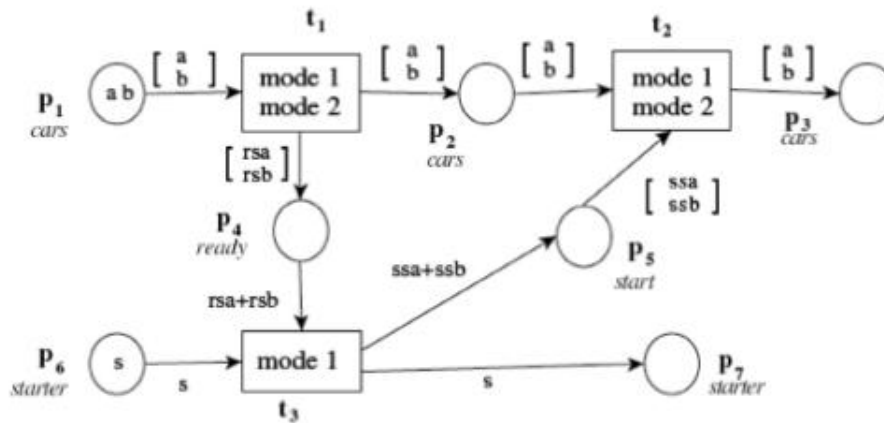 t1
t2
[ a b ]
[ a b ]
[ a b ]
[ a b ]
a b
mode 1
mode 2
mode 1
mode 2
p1
cars
p2
cars
p3
cars
[ rsa rsb ]
[ ssa ssb ]
p4
ready
ssa+ssb
p5
start
rsa+rsb
p6
starter
s
s
mode 1
s
p7
starter
t3